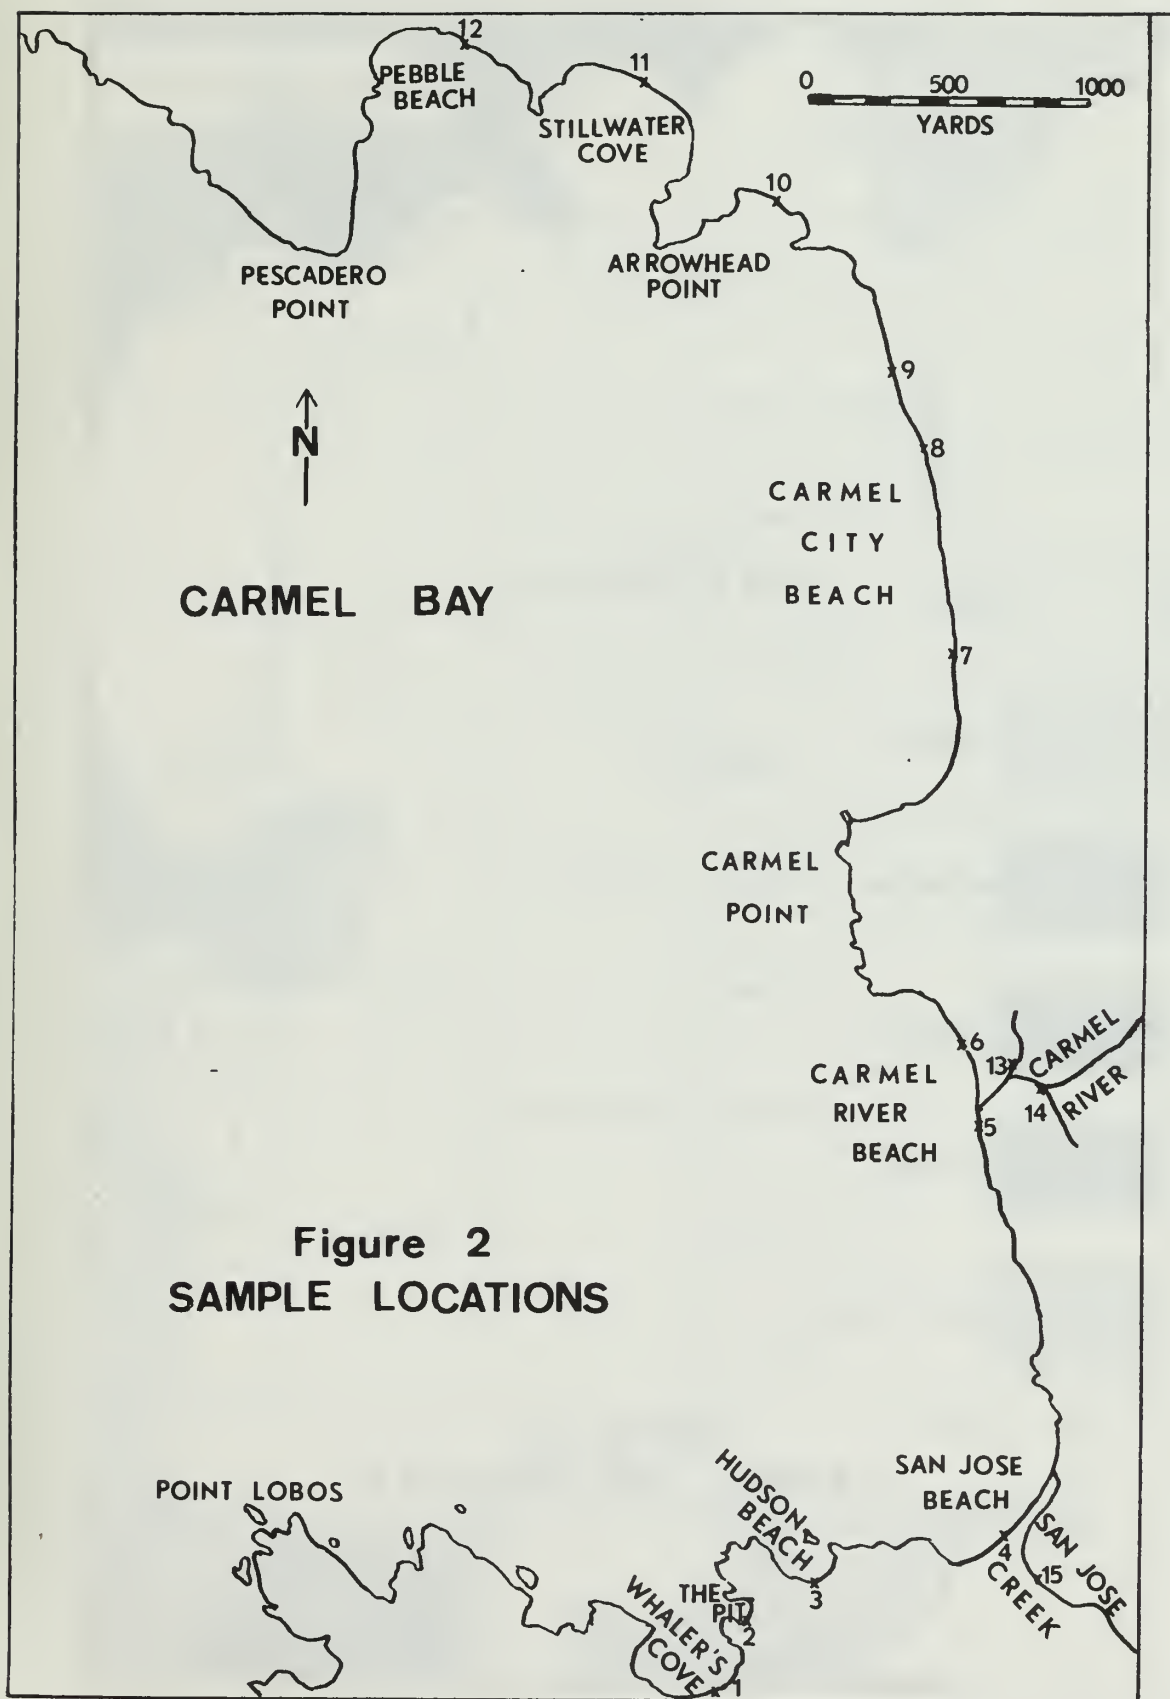 12
PEBBLE
BEACH
11
STILLWATER
COVE
0 500 1000
YARDS
10
ARROWHEAD
POINT
PESCADERO
POINT
9
N
8
CARMEL
CITY
BEACH
CARMEL BAY
7
CARMEL
POINT
6
13
CARMEL
RIVER
14
CARMEL
RIVER
BEACH
5
Figure 2
SAMPLE LOCATIONS
POINT LOBOS
HUDSON
BEACH
SAN JOSE
BEACH
4
SAN JOSE
CREEK
15
3
THE
PIT
2
WHALER'S
COVE
1